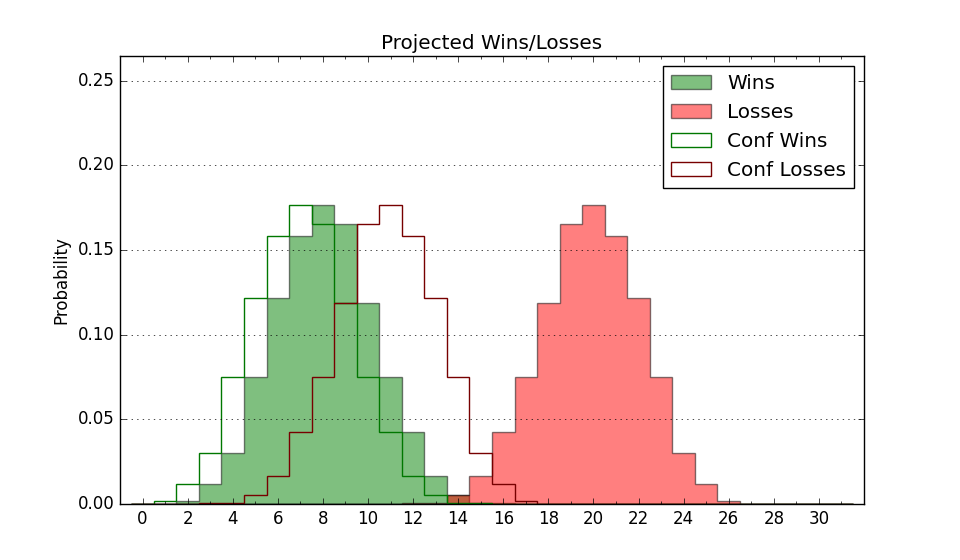 Projected Wins/Losses
Wins
Losses
Conf Wins
Conf Losses
Probability
0.25
0.20
0.15
0.10
0.05
0.00
0 2 4 6 8 10 12 14 16 18 20 22 24 26 28 30